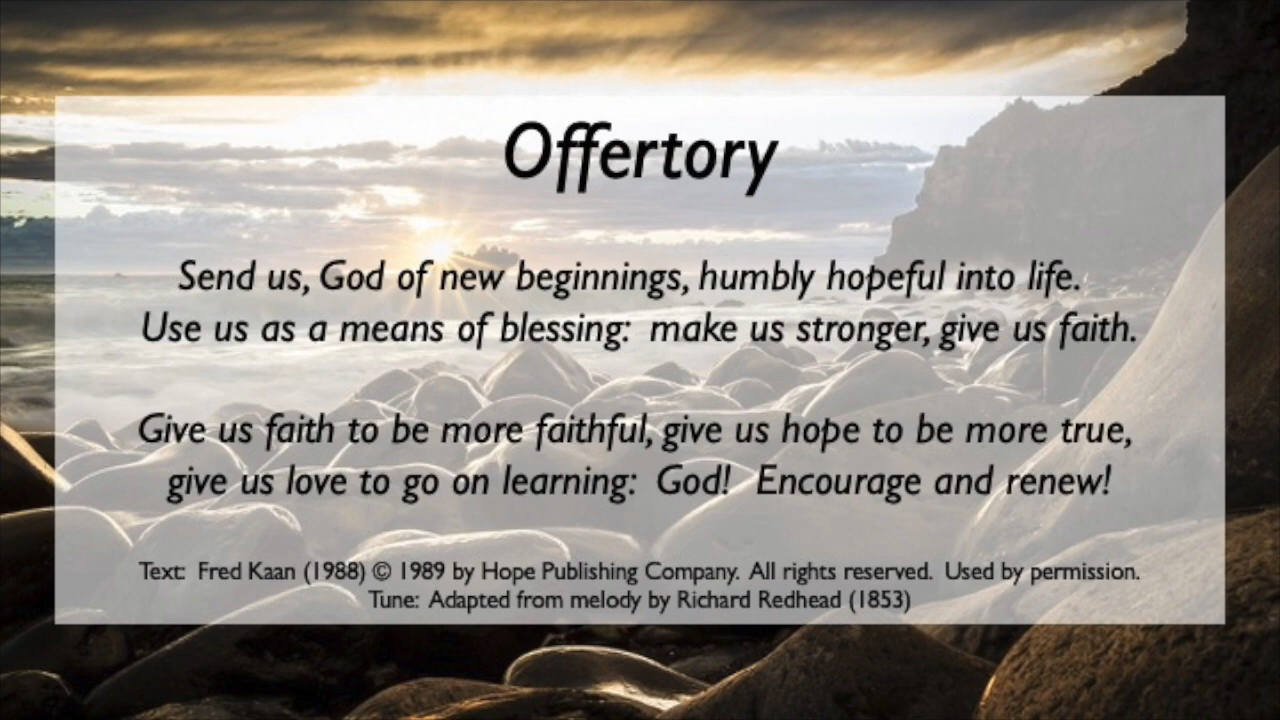 Offertory
Send us, God of new beginnings, humbly hopeful into life.
Use us as a means of blessing: make us stronger, give us faith.
Give us faith to be more faithful, give us hope to be more true,
give us love to go on learning: God! Encourage and renew!
Text: Fred Kaan (1988) © 1989 by Hope Publishing Company. All rights reserved. Used by permission.
Tune: Adapted from melody by Richard Redhead (1853)